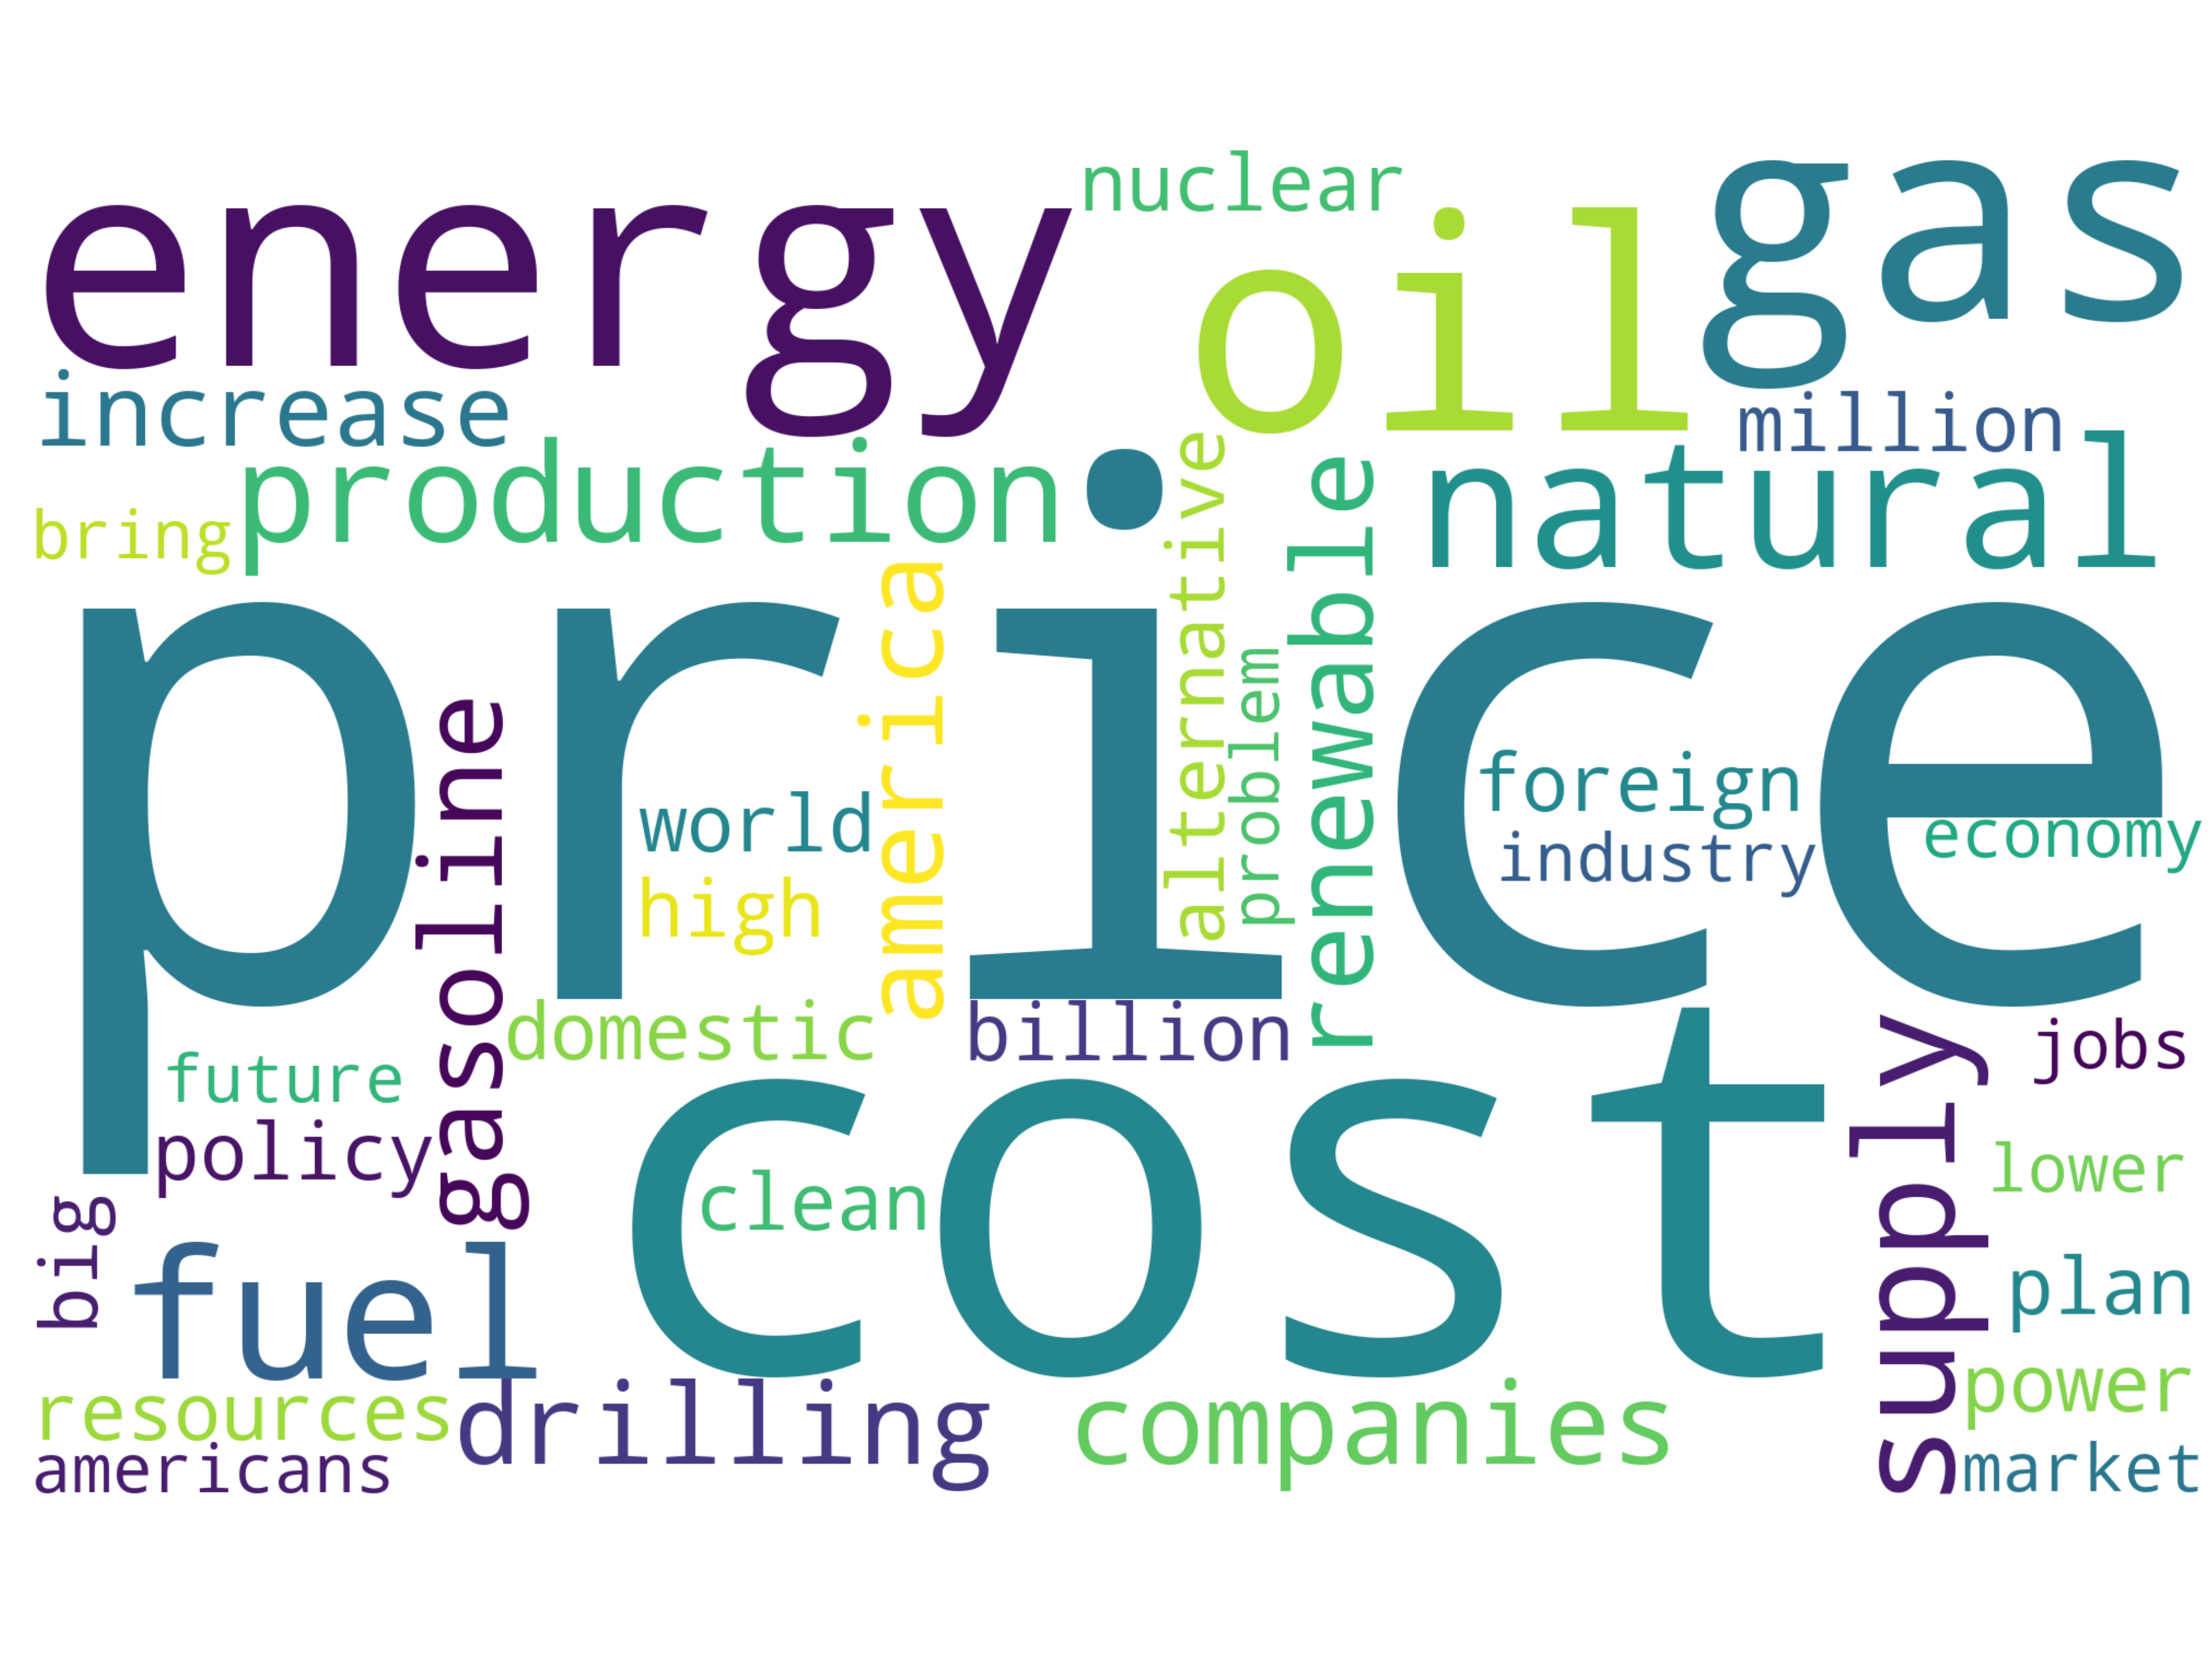 nuclear
energy
oil
gas
increase
million
production
natural
bring
price
america
alternative
renewable
problem
gasoline
world
foreign
industry
economy
high
domestic
billion
supply
jobs
future
cost
policy
clean
lower
big
fuel
plan
resources
drilling
companies
power
americans
market